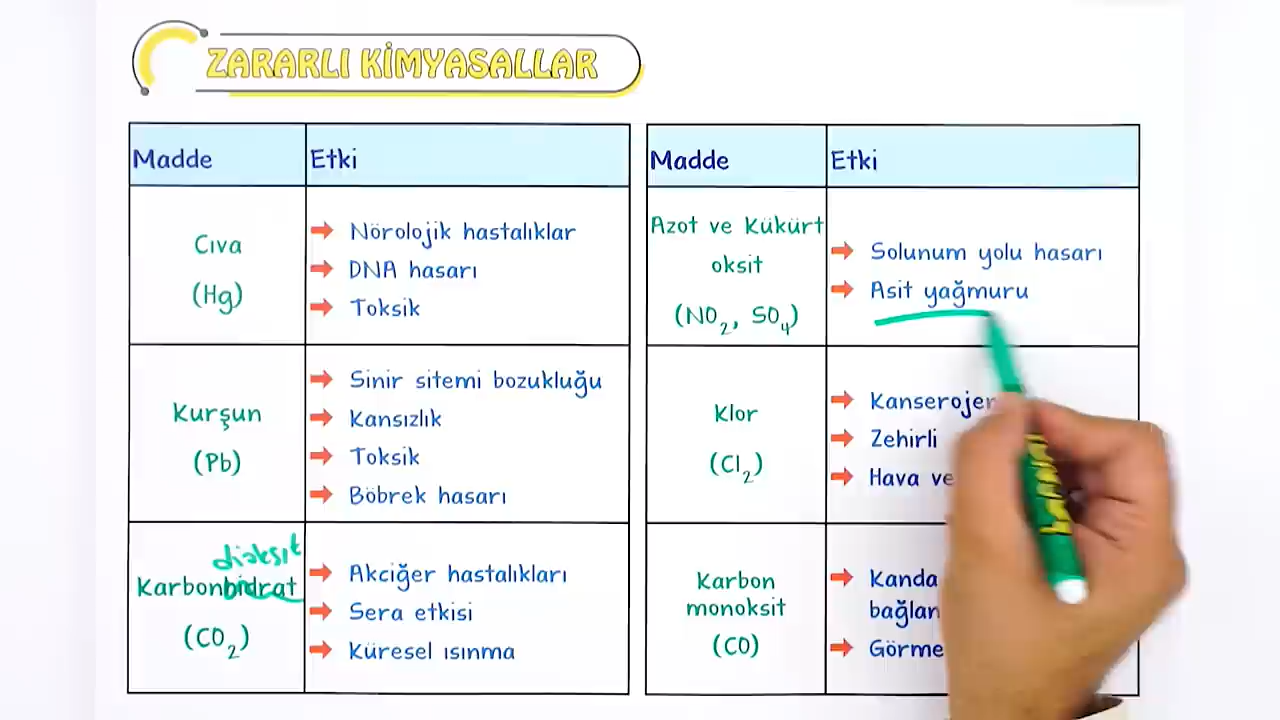 ZARARLI KİMYASALLAR
Madde
Etki
Cıva
(Hg)
Nörolojik hastalıklar
DNA hasarı
Toksik
Kurşun
(Pb)
Sinir sitemi bozukluğu
Kansızlık
Toksik
Böbrek hasarı
dioksit
Karbonhidrat
(CO₂)
Akciğer hastalıkları
Sera etkisi
Küresel ısınma
Madde
Etki
Azot ve Kükürt
oksit
(NO₂, SO₄)
Solunum yolu hasarı
Asit yağmuru
Klor
(Cl₂)
Zehirli
Hava
Karbon
monoksit
(CO)
Kanda
Görme